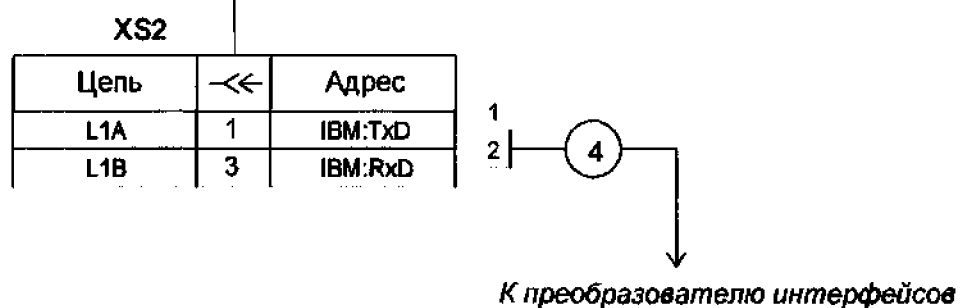 XS2
Цепь Адрес
L1A 1 IBM:TxD
L1B 3 IBM:RxD
1
2 4
К преобразователю интерфейсов